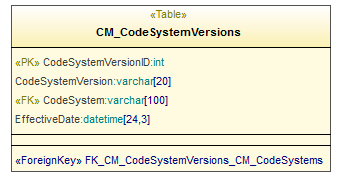 «Table»
CM_CodeSystemVersions
«PK» CodeSystemVersionID:int
CodeSystemVersion:varchar[20]
«FK» CodeSystem:varchar[100]
EffectiveDate:datetime[24,3]
«ForeignKey» FK_CM_CodeSystemVersions_CM_CodeSystems